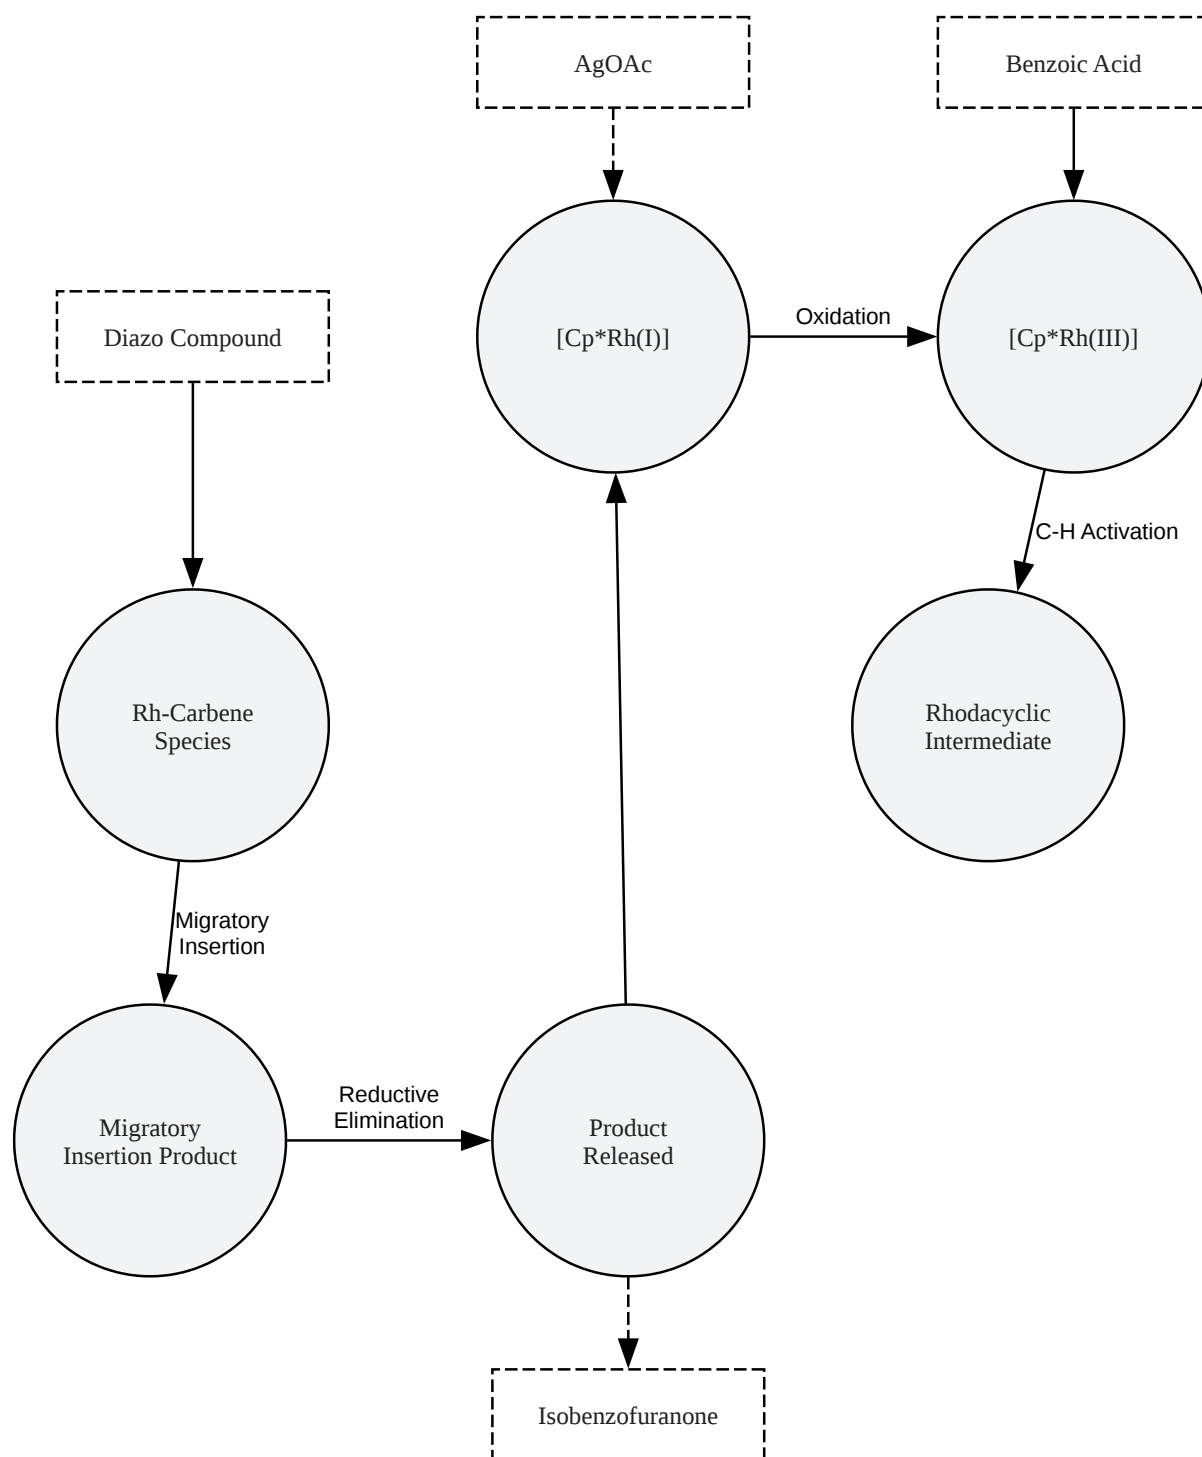 AgOAc
Benzoic Acid
Diazo Compound
[Cp*Rh(I)]
Oxidation
[Cp*Rh(III)]
C-H Activation
Rh-Carbene
Species
Rhodacyclic
Intermediate
Migratory
Insertion
Migratory
Insertion Product
Reductive
Elimination
Product
Released
Isobenzofuranone